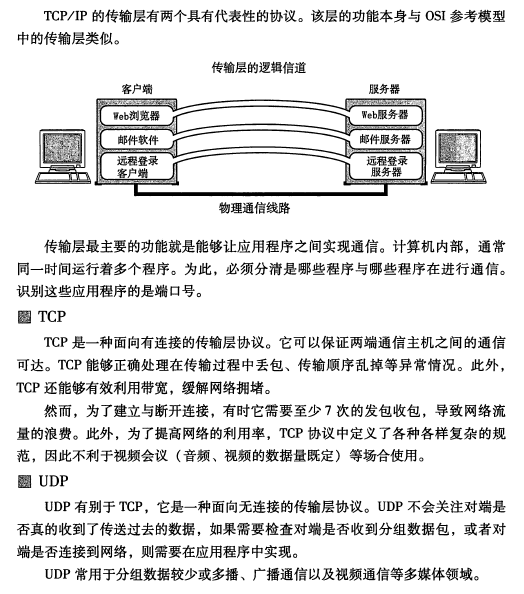 TCP/IP 的传输层有两个具有代表性的协议。该层的功能本身与 OSI 参考模型
中的传输层类似。
传输层的逻辑信道
客户端
服务器
Web浏览器
Web服务器
邮件软件
邮件服务器
远程登录
客户端
远程登录
服务器
物理通信线路
传输层最主要的功能就是能够让应用程序之间实现通信。计算机内部，通常
同一时间运行着多个程序。为此，必须分清是哪些程序与哪些程序在进行通信。
识别这些应用程序的是端口号。
TCP
TCP 是一种面向有连接的传输层协议。它可以保证两端通信主机之间的通信
可达。TCP 能够正确处理在传输过程中丢包、传输顺序乱掉等异常情况。此外，
TCP 还能够有效利用带宽，缓解网络拥堵。
然而，为了建立与断开连接，有时它需要至少 7 次的发包收包，导致网络流
量的浪费。此外，为了提高网络的利用率，TCP 协议中定义了各种各样复杂的规
范，因此不利于视频会议（音频、视频的数据量既定）等场合使用。
UDP
UDP 有别于 TCP，它是一种面向无连接的传输层协议。UDP 不会关注对端是
否真的收到了传送过去的数据，如果需要检查对端是否收到分组数据包，或者对
端是否连接到网络，则需要在应用程序中实现。
UDP 常用于分组数据较少或多播、广播通信以及视频通信等多媒体领域。